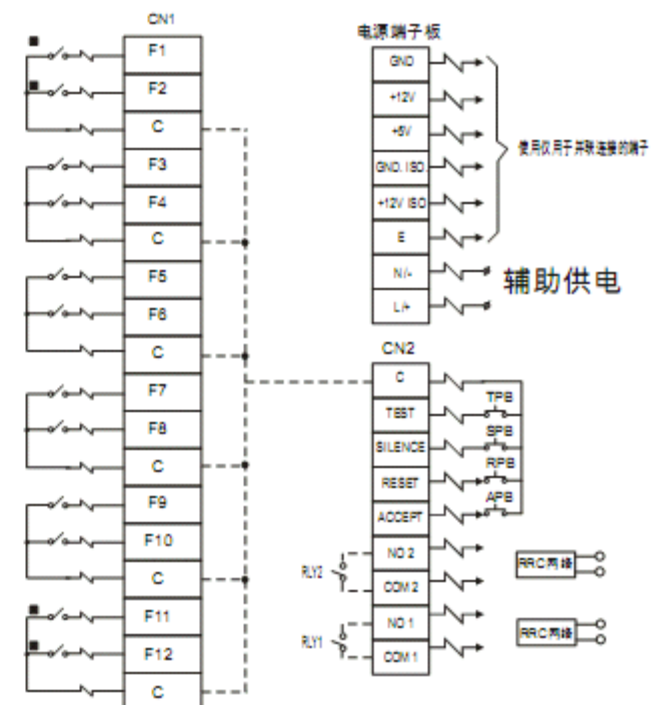 CN1
F1
F2
C
F3
F4
C
F5
F6
C
F7
F8
C
F9
F10
C
F11
F12
C
电源端子板
GND
+12V
+5V
GND. ISO.
+12V ISO
E
N/-
L/+
使用仅用于并联连接的端子
辅助供电
CN2
C
TEST
SILENCE
RESET
ACCEPT
NO 2
COM 2
NO 1
COM 1
TPB
SPB
RPB
APB
RLY2
RLY1
RRC网络
RRC网络